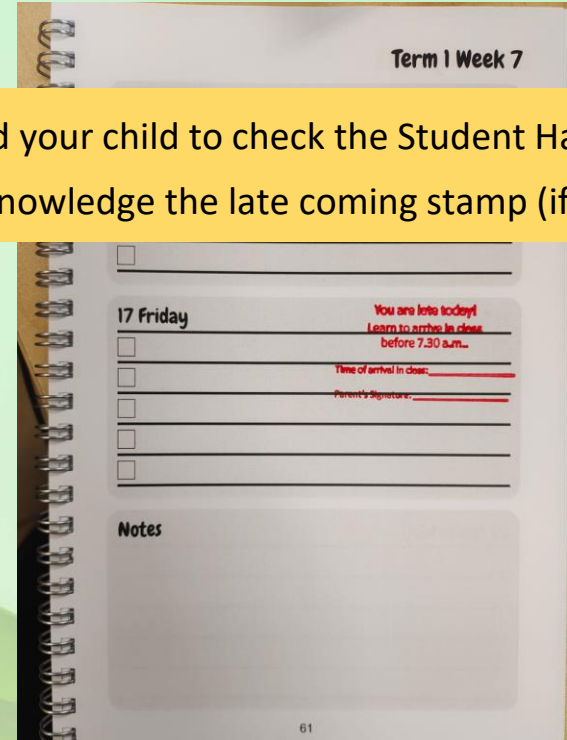 Term 1 Week 7
d your child to check the Student Ha
nowledge the late coming stamp (if
17 Friday
You are late today!
Learn to arrive in class
before 7.30 a.m..
Time of arrival in class:
Parent's Signature:
Notes
61